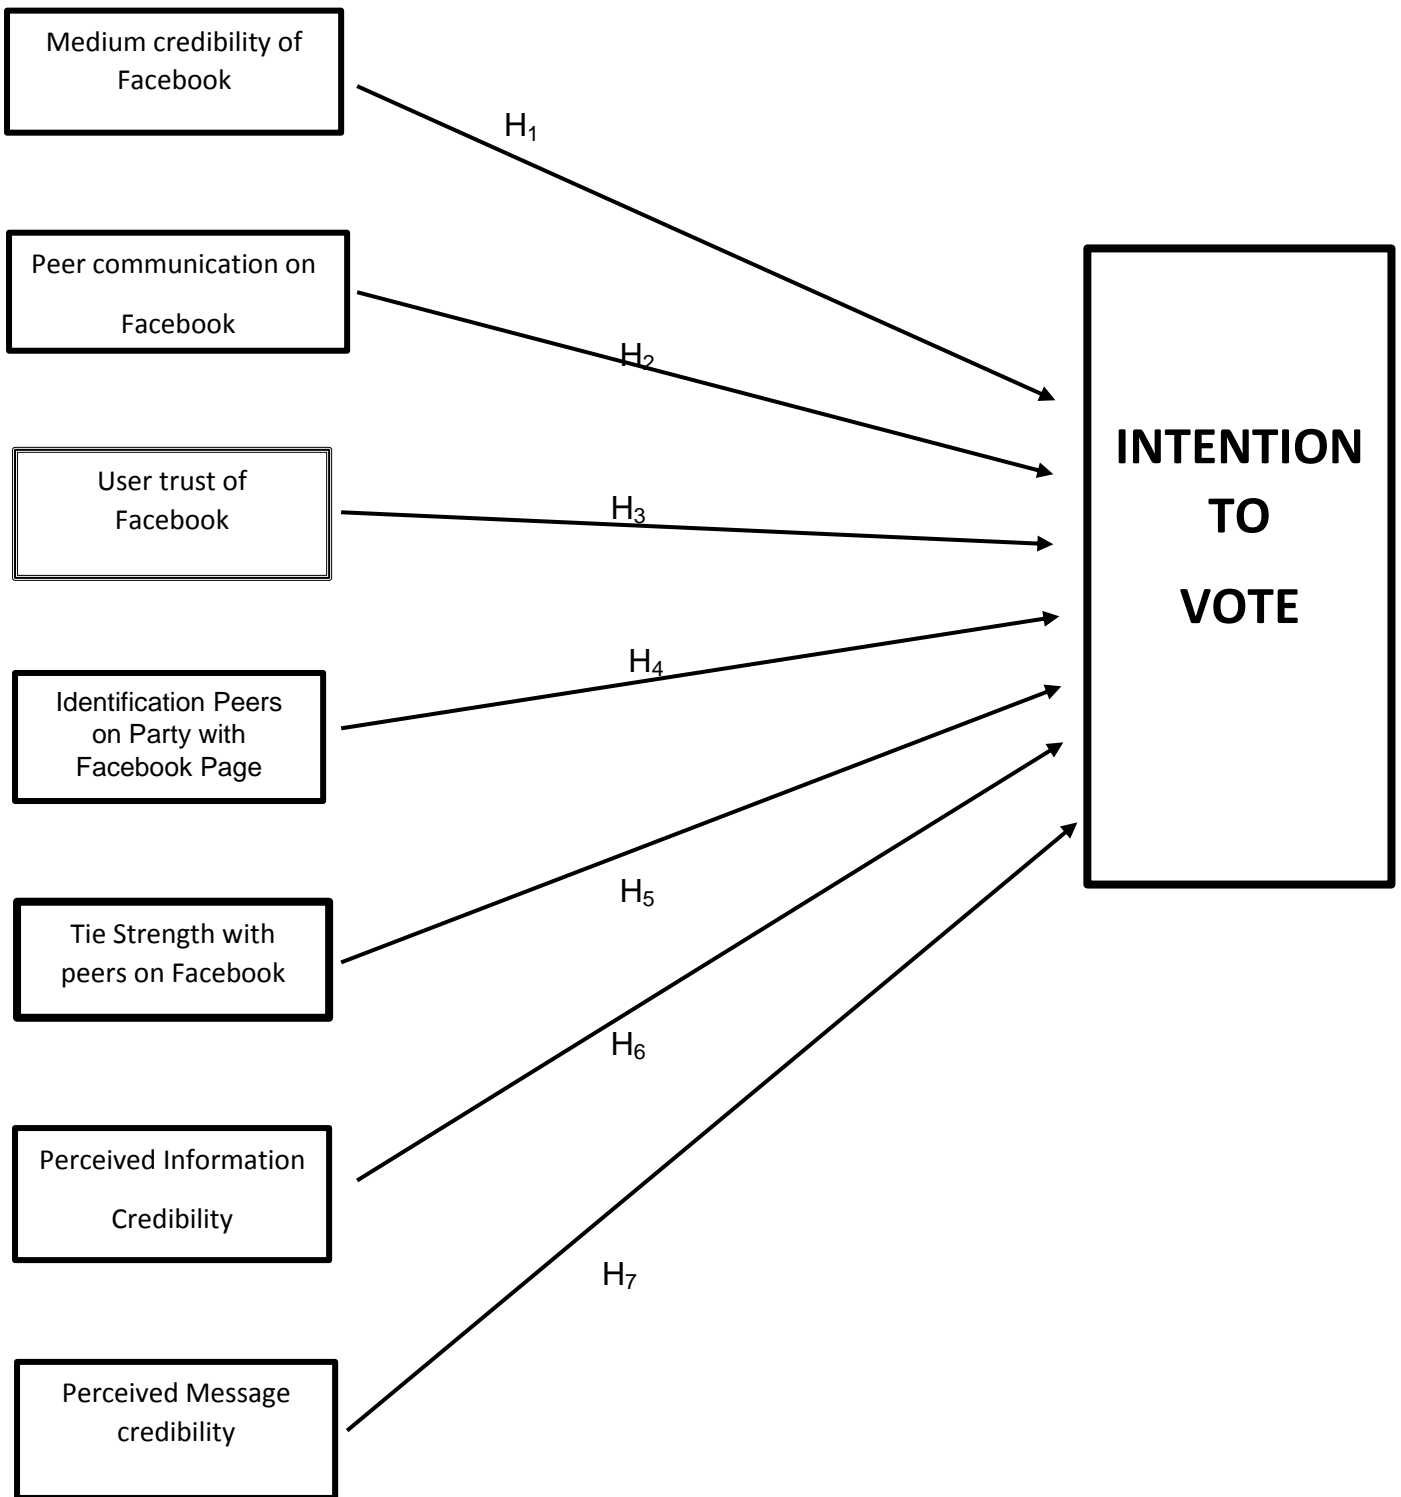 Medium credibility of
Facebook
H₁
Peer communication on
Facebook
H₂
User trust of
Facebook
H₃
INTENTION
TO
VOTE
Identification Peers
on Party with
Facebook Page
H₄
Tie Strength with
peers on Facebook
H₅
Perceived Information
Credibility
H₆
Perceived Message
credibility
H₇